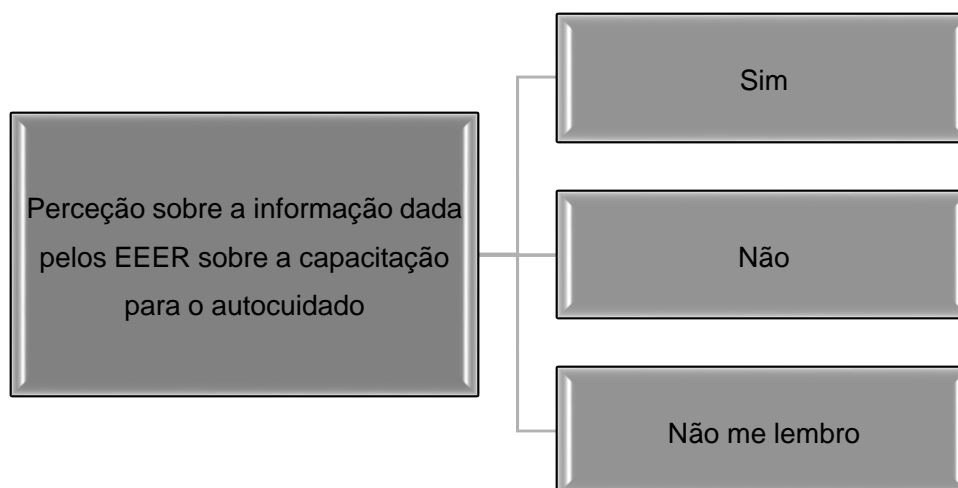 Perceção sobre a informação dada
pelos EEER sobre a capacitação
para o autocuidado
Sim
Não
Não me lembro